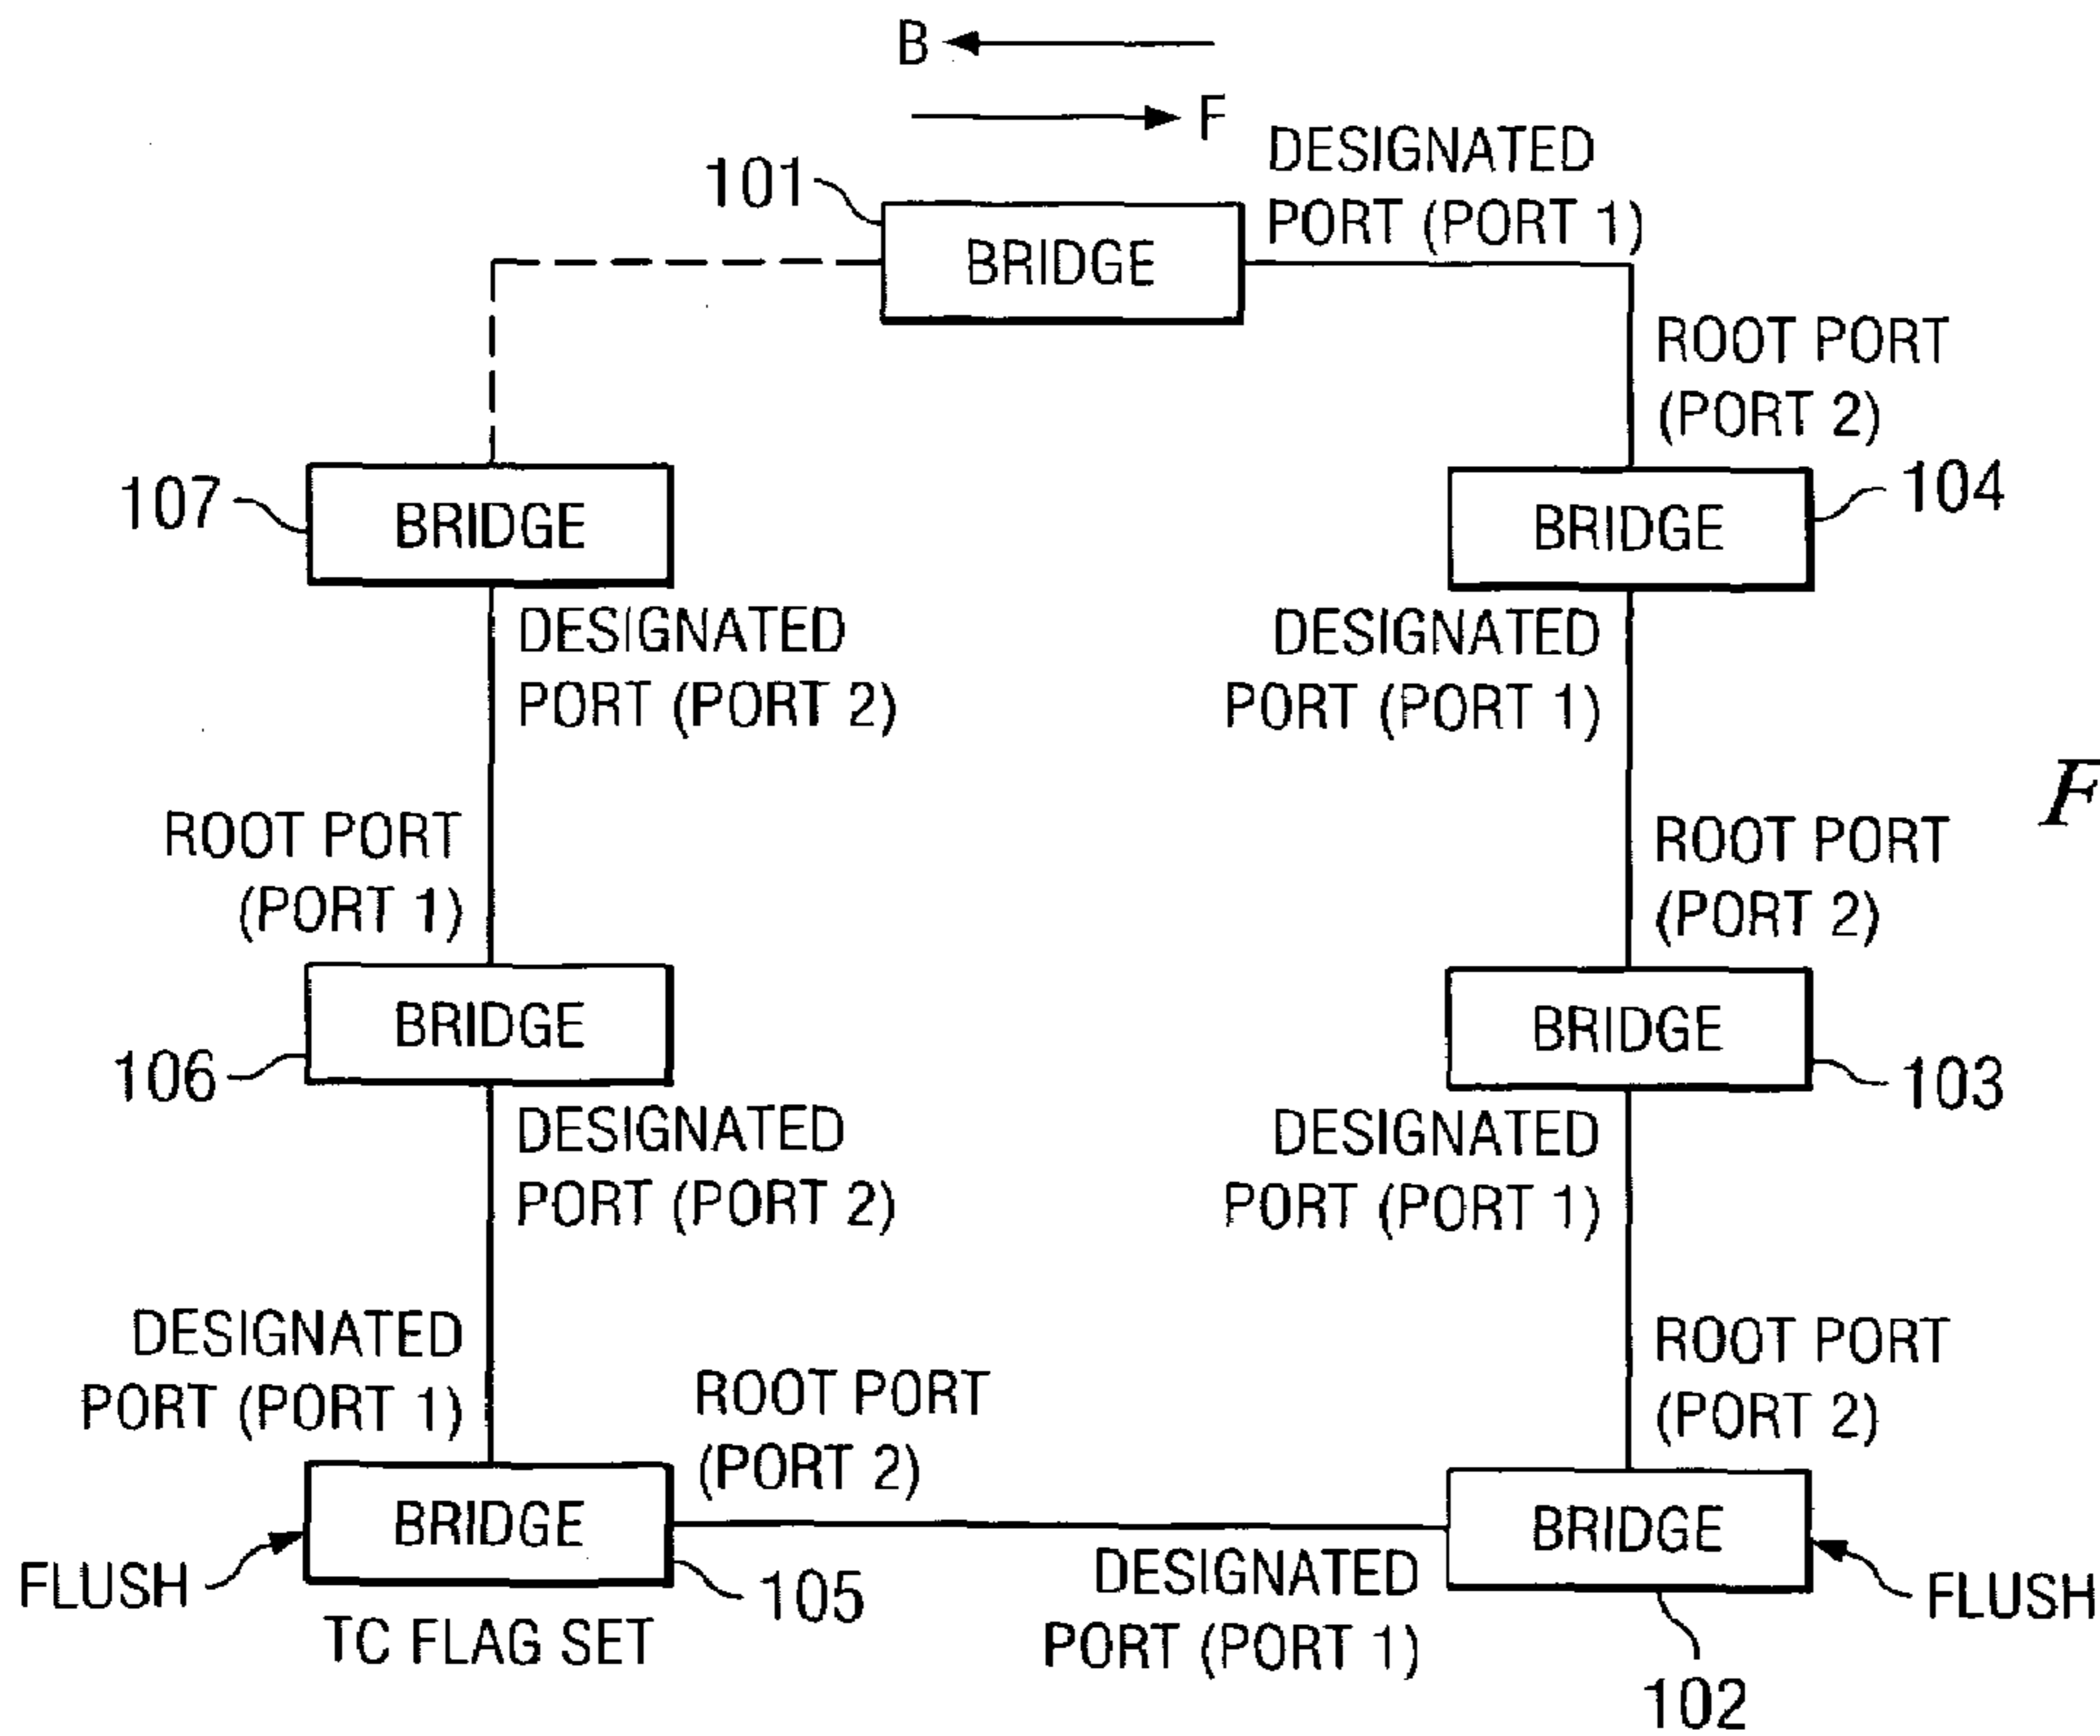 B
F
101
BRIDGE
DESIGNATED
PORT (PORT 1)
ROOT PORT
(PORT 2)
107
BRIDGE
BRIDGE
104
DESIGNATED
PORT (PORT 2)
DESIGNATED
PORT (PORT 1)
F
ROOT PORT
(PORT 1)
ROOT PORT
(PORT 2)
BRIDGE
106
BRIDGE
103
DESIGNATED
PORT (PORT 2)
DESIGNATED
PORT (PORT 1)
DESIGNATED
PORT (PORT 1)
ROOT PORT
(PORT 2)
ROOT PORT
(PORT 2)
BRIDGE
FLUSH
105
TC FLAG SET
DESIGNATED
PORT (PORT 1)
BRIDGE
FLUSH
102